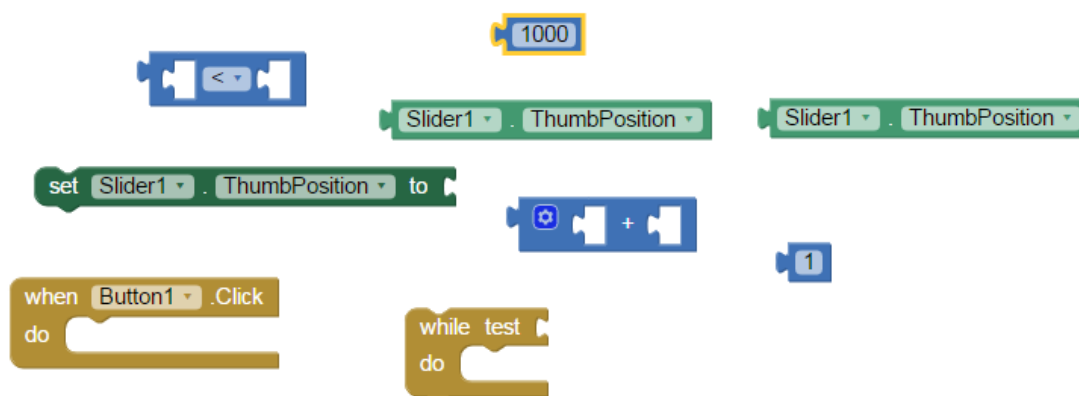 1000
<
Slider1 . ThumbPosition
Slider1 . ThumbPosition
set Slider1 . ThumbPosition to
+
1
when Button1 .Click
do
while test
do